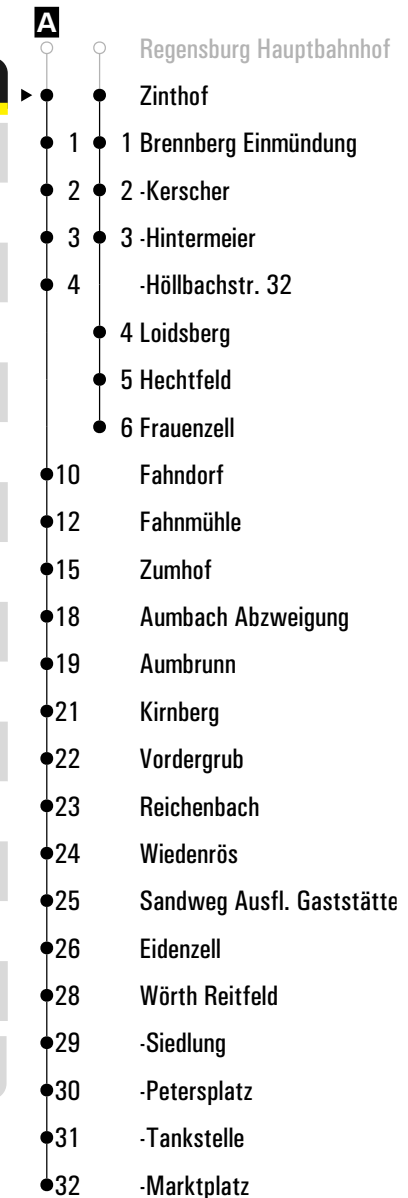 A
Regensburg Hauptbahnhof
Zinthof
1 1 Brennberg Einmündung
2 2 -Kerscher
3 3 -Hintermeier
4 -Höllbachstr. 32
4 Loidsberg
5 Hechtfeld
6 Frauenzell
10 Fahndorf
12 Fahnmühle
15 Zumhof
18 Aumbach Abzweigung
19 Aumbrunn
21 Kirnberg
22 Vordergrub
23 Reichenbach
24 Wiedenrös
25 Sandweg Ausfl. Gaststätte
26 Eidenzell
28 Wörth Reitfeld
29 -Siedlung
30 -Petersplatz
31 -Tankstelle
32 -Marktplatz